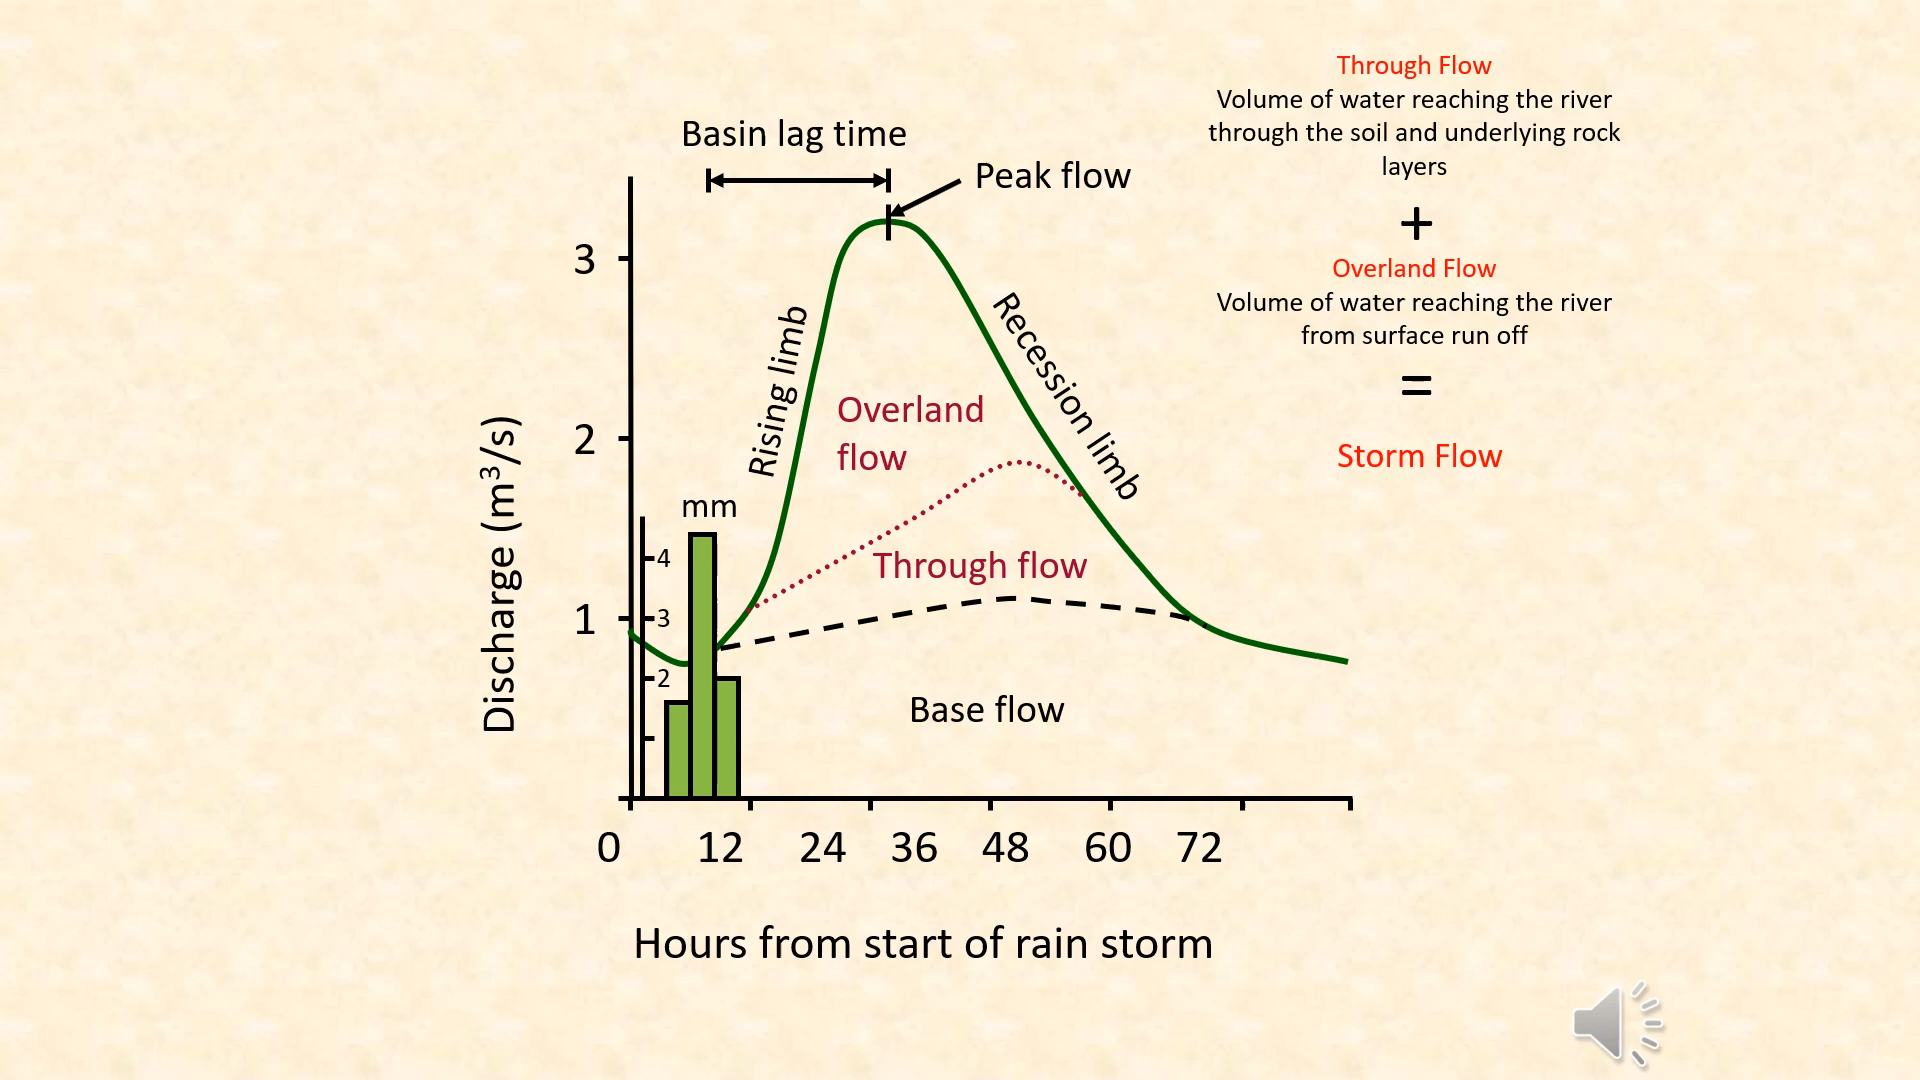 Through Flow
Volume of water reaching the river
through the soil and underlying rock
layers
+
Overland Flow
Volume of water reaching the river
from surface run off
=
Storm Flow
Basin lag time
Peak flow
Rising limb
Recession limb
Overland
flow
Through flow
Base flow
mm
4
3
2
3
2
1
Discharge (m³/s)
0 12 24 36 48 60 72
Hours from start of rain storm